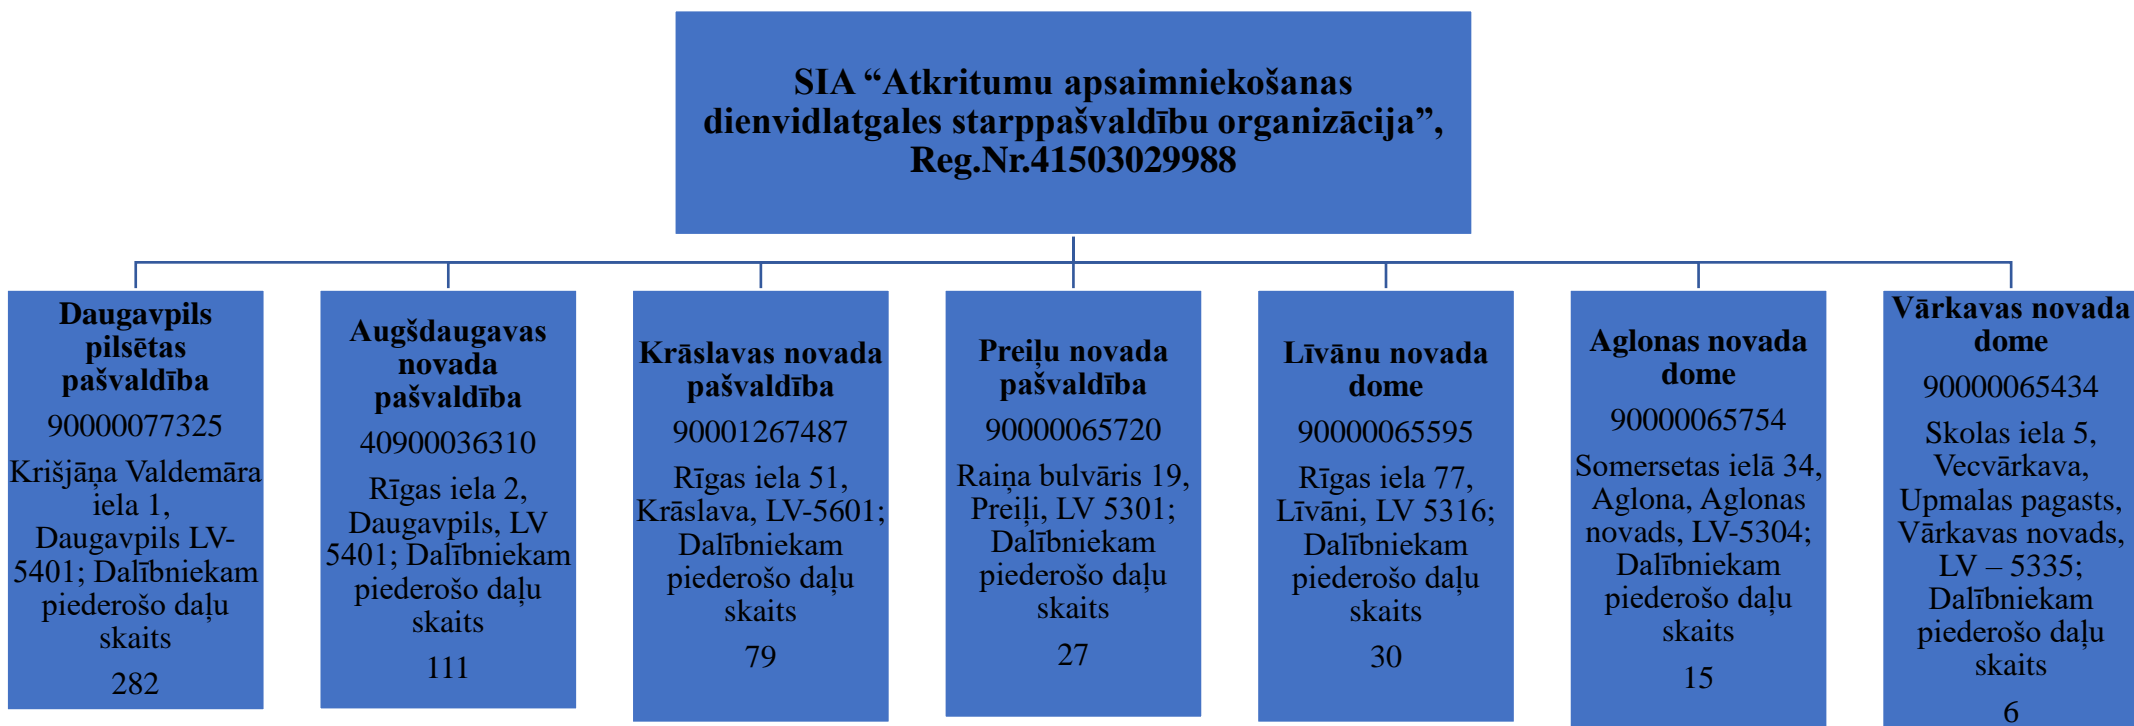 SIA “Atkritumu apsaimniekošanas
dienvidlatgales starppašvaldību organizācija”,
Reg.Nr.41503029988
Daugavpils
pilsētas
pašvaldība
90000077325
Krišjāņa Valdemāra
iela 1,
Daugavpils LV-
5401; Dalībniekam
piederošo daļu
skaits
282
Augšdaugavas
novada
pašvaldība
40900036310
Rīgas iela 2,
Daugavpils, LV
5401; Dalībniekam
piederošo daļu
skaits
111
Krāslavas novada
pašvaldība
90001267487
Rīgas iela 51,
Krāslava, LV-5601;
Dalībniekam
piederošo daļu
skaits
79
Preiļu novada
pašvaldība
90000065720
Raiņa bulvāris 19,
Preiļi, LV 5301;
Dalībniekam
piederošo daļu
skaits
27
Līvānu novada
dome
90000065595
Rīgas iela 77,
Līvāni, LV 5316;
Dalībniekam
piederošo daļu
skaits
30
Aglonas novada
dome
90000065754
Somersetas ielā 34,
Aglona, Aglonas
novads, LV-5304;
Dalībniekam
piederošo daļu
skaits
15
Vārkavas novada
dome
90000065434
Skolas iela 5,
Vecvārkava,
Upmalas pagasts,
Vārkavas novads,
LV – 5335;
Dalībniekam
piederošo daļu
skaits
6